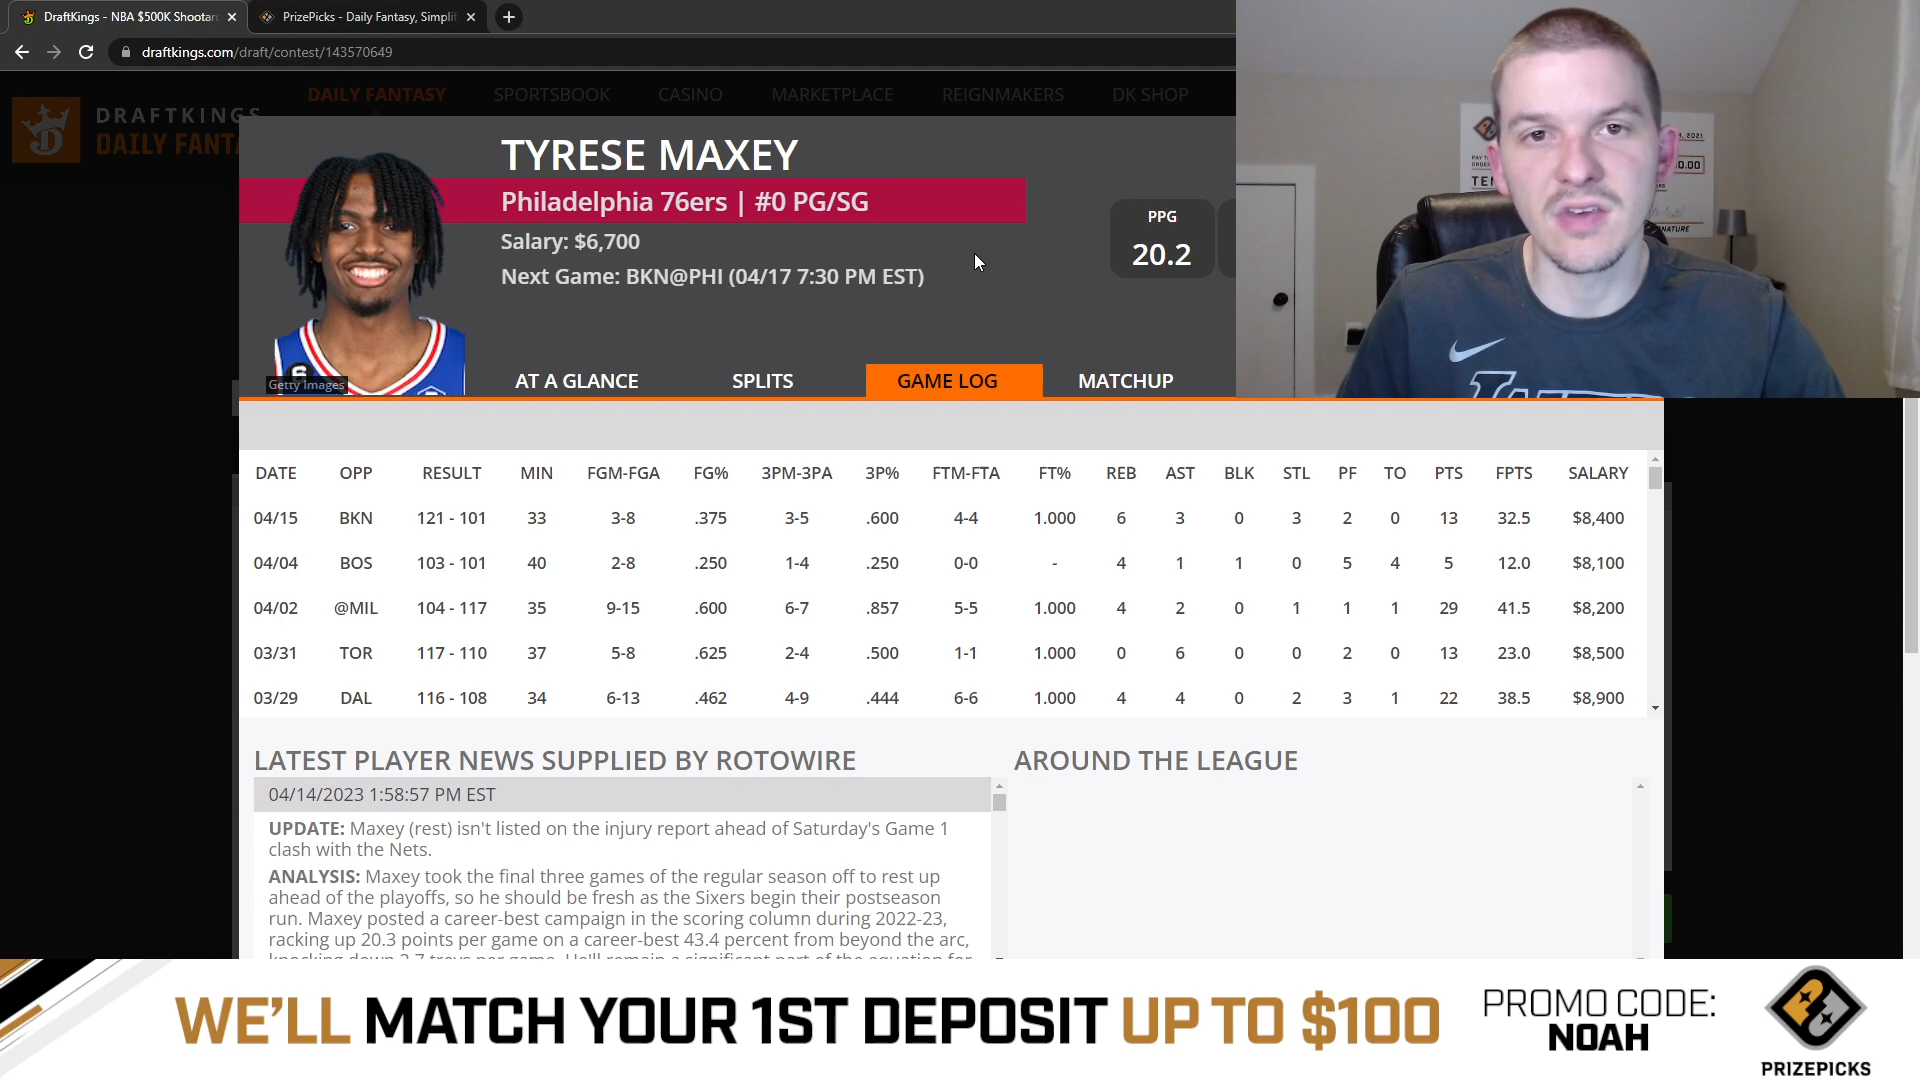 DraftKings - NBA $500K Shootar
PrizePicks - Daily Fantasy, Simplif
draftkings.com/draft/contest/143570649
DRAFTKINGS
DAILY FANTA
DAILY FANTASY SPORTSBOOK CASINO MARKETPLACE REIGNMAKERS DK SHOP
TYRESE MAXEY
Philadelphia 76ers | #0 PG/SG
Salary: $6,700
Next Game: BKN@PHI (04/17 7:30 PM EST)
PPG
20.2
Getty Images
AT A GLANCE SPLITS GAME LOG MATCHUP
DATE OPP RESULT MIN FGM-FGA FG% 3PM-3PA 3P% FTM-FTA FT% REB AST BLK STL PF TO PTS FPTS SALARY
04/15 BKN 121 - 101 33 3-8 .375 3-5 .600 4-4 1.000 6 3 0 3 2 0 13 32.5 $8,400
04/04 BOS 103 - 101 40 2-8 .250 1-4 .250 0-0 - 4 1 1 0 5 4 5 12.0 $8,100
04/02 @MIL 104 - 117 35 9-15 .600 6-7 .857 5-5 1.000 4 2 0 1 1 1 29 41.5 $8,200
03/31 TOR 117 - 110 37 5-8 .625 2-4 .500 1-1 1.000 0 6 0 0 2 0 13 23.0 $8,500
03/29 DAL 116 - 108 34 6-13 .462 4-9 .444 6-6 1.000 4 4 0 2 3 1 22 38.5 $8,900
LATEST PLAYER NEWS SUPPLIED BY ROTOWIRE
AROUND THE LEAGUE
04/14/2023 1:58:57 PM EST
UPDATE: Maxey (rest) isn't listed on the injury report ahead of Saturday's Game 1
clash with the Nets.
ANALYSIS: Maxey took the final three games of the regular season off to rest up
ahead of the playoffs, so he should be fresh as the Sixers begin their postseason
run. Maxey posted a career-best campaign in the scoring column during 2022-23,
racking up 20.3 points per game on a career-best 43.4 percent from beyond the arc,
WE'LL MATCH YOUR 1ST DEPOSIT UP TO $100
PROMO CODE:
NOAH
PRIZEPICKS